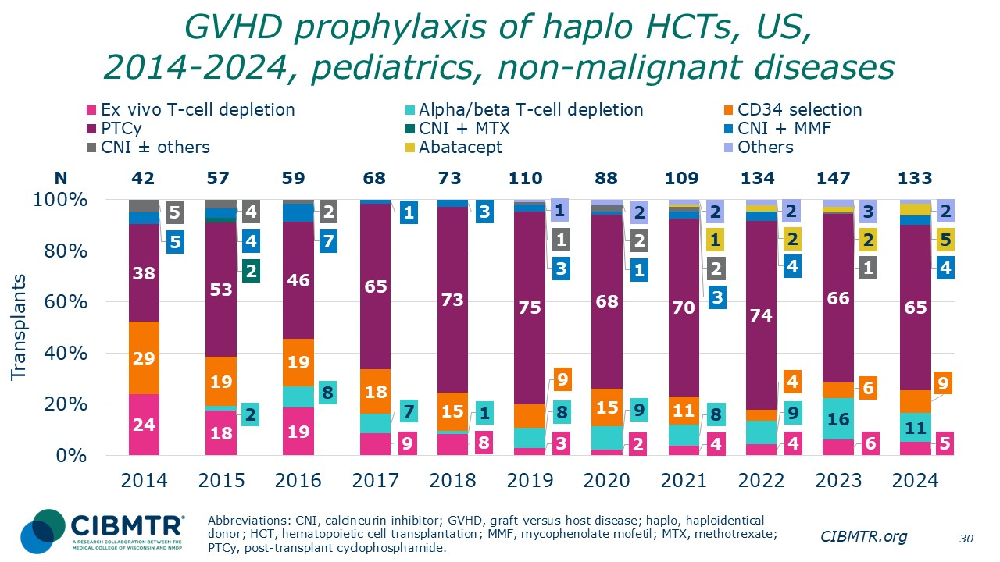 GVHD prophylaxis of haplo HCTs, US,
2014-2024, pediatrics, non-malignant diseases
Ex vivo T-cell depletion Alpha/beta T-cell depletion CD34 selection
PTCy CNI + MTX CNI + MMF
CNI ± others Abatacept Others
N 42 57 59 68 73 110 88 109 134 147 133
Transplants
100%
80%
60%
40%
20%
0%
24 29 38 5 5
18 2 19 53 2 4 4
19 8 19 46 7 2
9 7 18 65 1
8 1 15 73 3
3 8 9 75 3 1 1
2 9 15 68 1 2 2
4 8 11 70 3 2 1 2
4 9 4 74 4 2 2
6 16 6 66 1 2 3
5 11 9 65 4 5 2
2014 2015 2016 2017 2018 2019 2020 2021 2022 2023 2024
CIBMTR®
A RESEARCH COLLABORATION BETWEEN THE
MEDICAL COLLEGE OF WISCONSIN AND NMDP
Abbreviations: CNI, calcineurin inhibitor; GVHD, graft-versus-host disease; haplo, haploidentical
donor; HCT, hematopoietic cell transplantation; MMF, mycophenolate mofetil; MTX, methotrexate;
PTCy, post-transplant cyclophosphamide.
CIBMTR.org
30